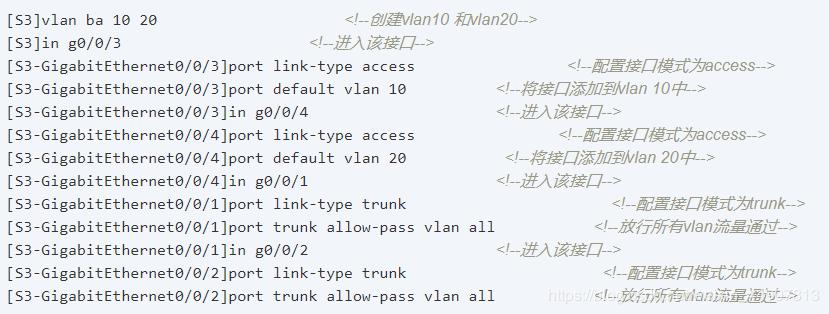 [S3]vlan ba 10 20 <!--创建vlan10 和vlan20-->
[S3]in g0/0/3 <!--进入该接口-->
[S3-GigabitEthernet0/0/3]port link-type access <!--配置接口模式为access-->
[S3-GigabitEthernet0/0/3]port default vlan 10 <!--将接口添加到vlan 10中-->
[S3-GigabitEthernet0/0/3]in g0/0/4 <!--进入该接口-->
[S3-GigabitEthernet0/0/4]port link-type access <!--配置接口模式为access-->
[S3-GigabitEthernet0/0/4]port default vlan 20 <!--将接口添加到vlan 20中-->
[S3-GigabitEthernet0/0/4]in g0/0/1 <!--进入该接口-->
[S3-GigabitEthernet0/0/1]port link-type trunk <!--配置接口模式为trunk-->
[S3-GigabitEthernet0/0/1]port trunk allow-pass vlan all <!--放行所有vlan流量通过-->
[S3-GigabitEthernet0/0/1]in g0/0/2 <!--进入该接口-->
[S3-GigabitEthernet0/0/2]port link-type trunk <!--配置接口模式为trunk-->
[S3-GigabitEthernet0/0/2]port trunk allow-pass vlan all <!--放行所有vlan流量通过-->